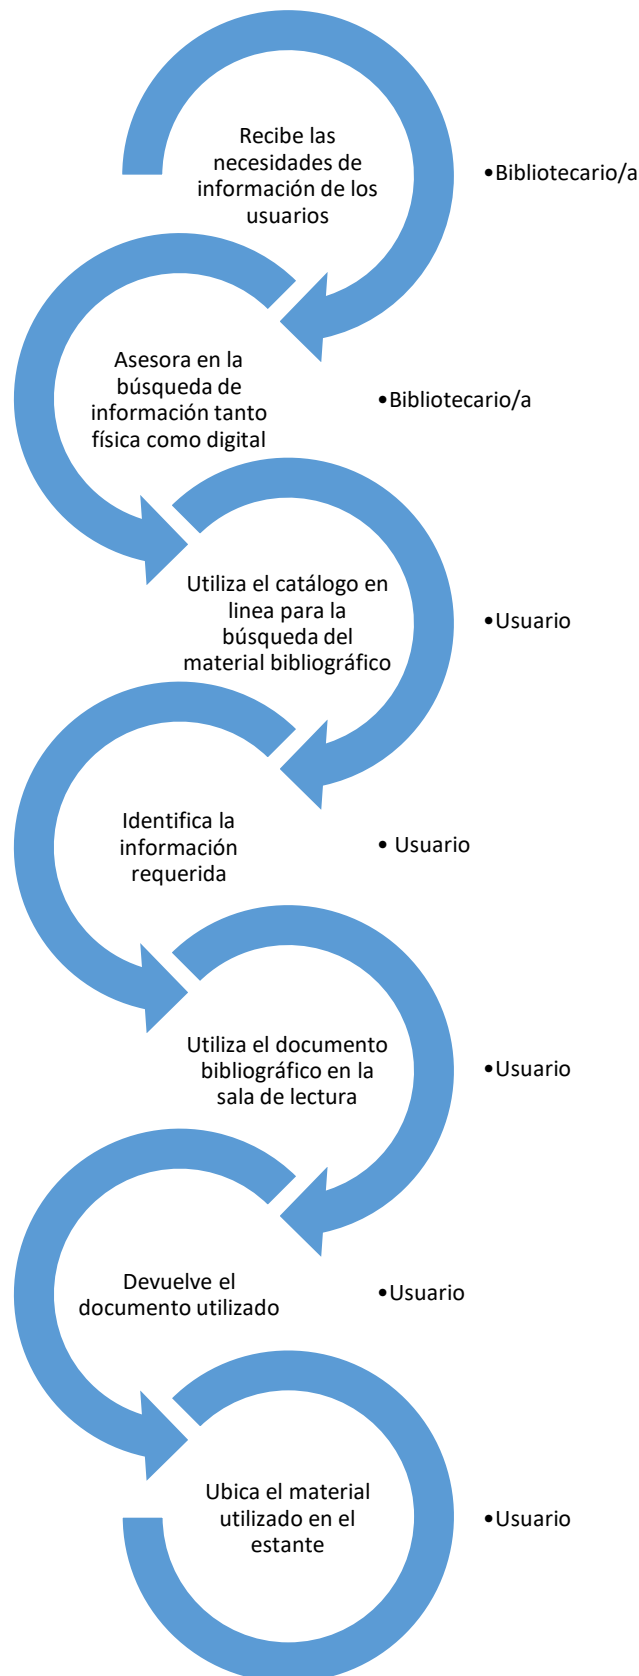 Recibe las
necesidades de
información de los
usuarios
•Bibliotecario/a
Asesora en la
búsqueda de
información tanto
física como digital
•Bibliotecario/a
Utiliza el catálogo en
linea para la
búsqueda del
material bibliográfico
•Usuario
Identifica la
información
requerida
• Usuario
Utiliza el documento
bibliográfico en la
sala de lectura
•Usuario
Devuelve el
documento utilizado
•Usuario
Ubica el material
utilizado en el
estante
•Usuario